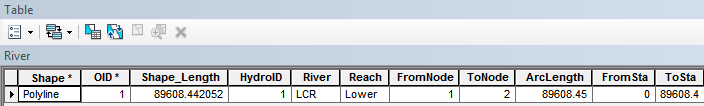 Table
River
Shape * OID * Shape_Length HydroID River Reach FromNode ToNode ArcLength FromSta ToSta
Polyline 1 89608.442052 1 LCR Lower 1 2 89608.45 0 89608.4